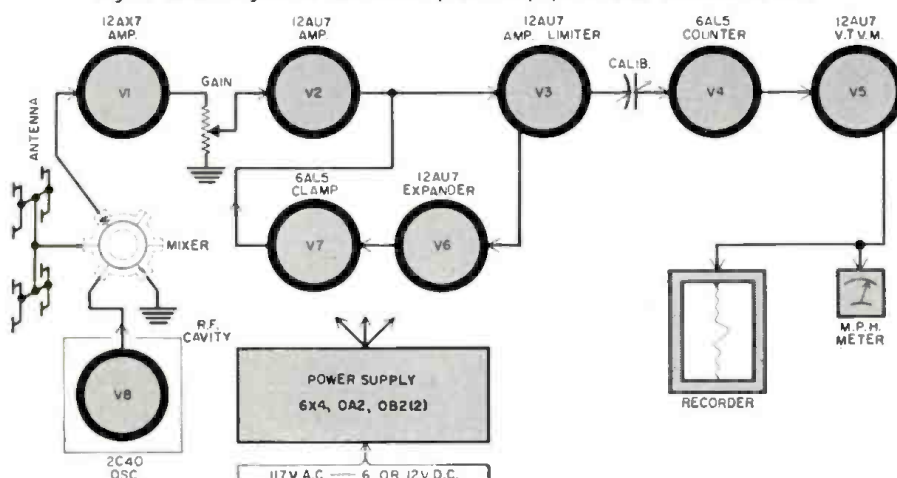 12AX7
AMP.
12AU7
AMP.
12AU7
AMP. LIMITER
6AL5
COUNTER
12AU7
V.T.V.M.
V1
GAIN
V2
V3
CALIB.
V4
V5
ANTENNA
6AL5
CLAMP
12AU7
EXPANDER
MIXER
V7
V6
R.F.
CAVITY
V8
2C40
OSC
POWER SUPPLY
6X4, OA2, OB2(2)
117V A.C. — 6 OR 12V D.C.
RECORDER
M.P.H.
METER